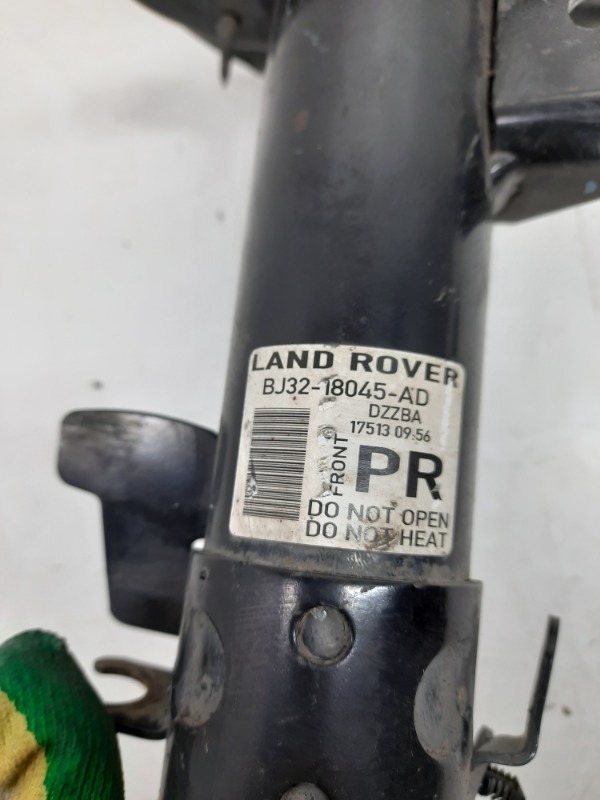 LAND ROVER
BJ32-18045-AD
DZZBA
17513 09:56
FRONT
PR
DO NOT OPEN
DO NOT HEAT